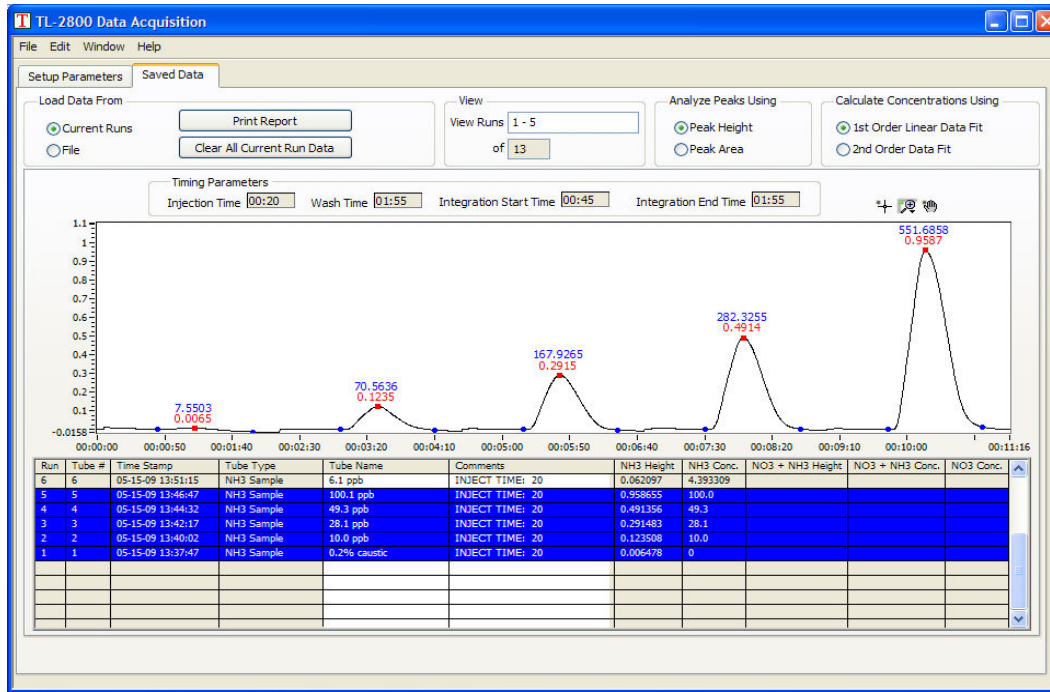 T TL-2800 Data Acquisition
File Edit Window Help
Setup Parameters Saved Data
Load Data From View Analyze Peaks Using Calculate Concentrations Using
Current Runs Print Report View Runs 1 - 5 Peak Height 1st Order Linear Data Fit
File Clear All Current Run Data of 13 Peak Area 2nd Order Data Fit
Timing Parameters
Injection Time 00:20 Wash Time 01:55 Integration Start Time 00:45 Integration End Time 01:55
1.1
551.6858
0.9587
1
0.9
0.8
0.7
0.6
282.3255
0.4914
0.5
0.4
167.9265
0.2915
0.3
0.2
70.5636
0.1235
0.1
7.5503
0.0065
-0.0158
00:00:00 00:00:50 00:01:40 00:02:30 00:03:20 00:04:10 00:05:00 00:05:50 00:06:40 00:07:30 00:08:20 00:09:10 00:10:00 00:11:16
Run Tube # Time Stamp Tube Type Tube Name Comments NH3 Height NH3 Conc. NO3 + NH3 Height NO3 + NH3 Conc. NO3 Conc.
6 6 05-15-09 13:51:15 NH3 Sample 6.1 ppb INJECT TIME: 20 0.062097 4.393309
5 5 05-15-09 13:46:47 NH3 Sample 100.1 ppb INJECT TIME: 20 0.958655 100.0
4 4 05-15-09 13:44:32 NH3 Sample 49.3 ppb INJECT TIME: 20 0.491356 49.3
3 3 05-15-09 13:42:17 NH3 Sample 28.1 ppb INJECT TIME: 20 0.291483 28.1
2 2 05-15-09 13:40:02 NH3 Sample 10.0 ppb INJECT TIME: 20 0.123508 10.0
1 1 05-15-09 13:37:47 NH3 Sample 0.2% caustic INJECT TIME: 20 0.006478 0